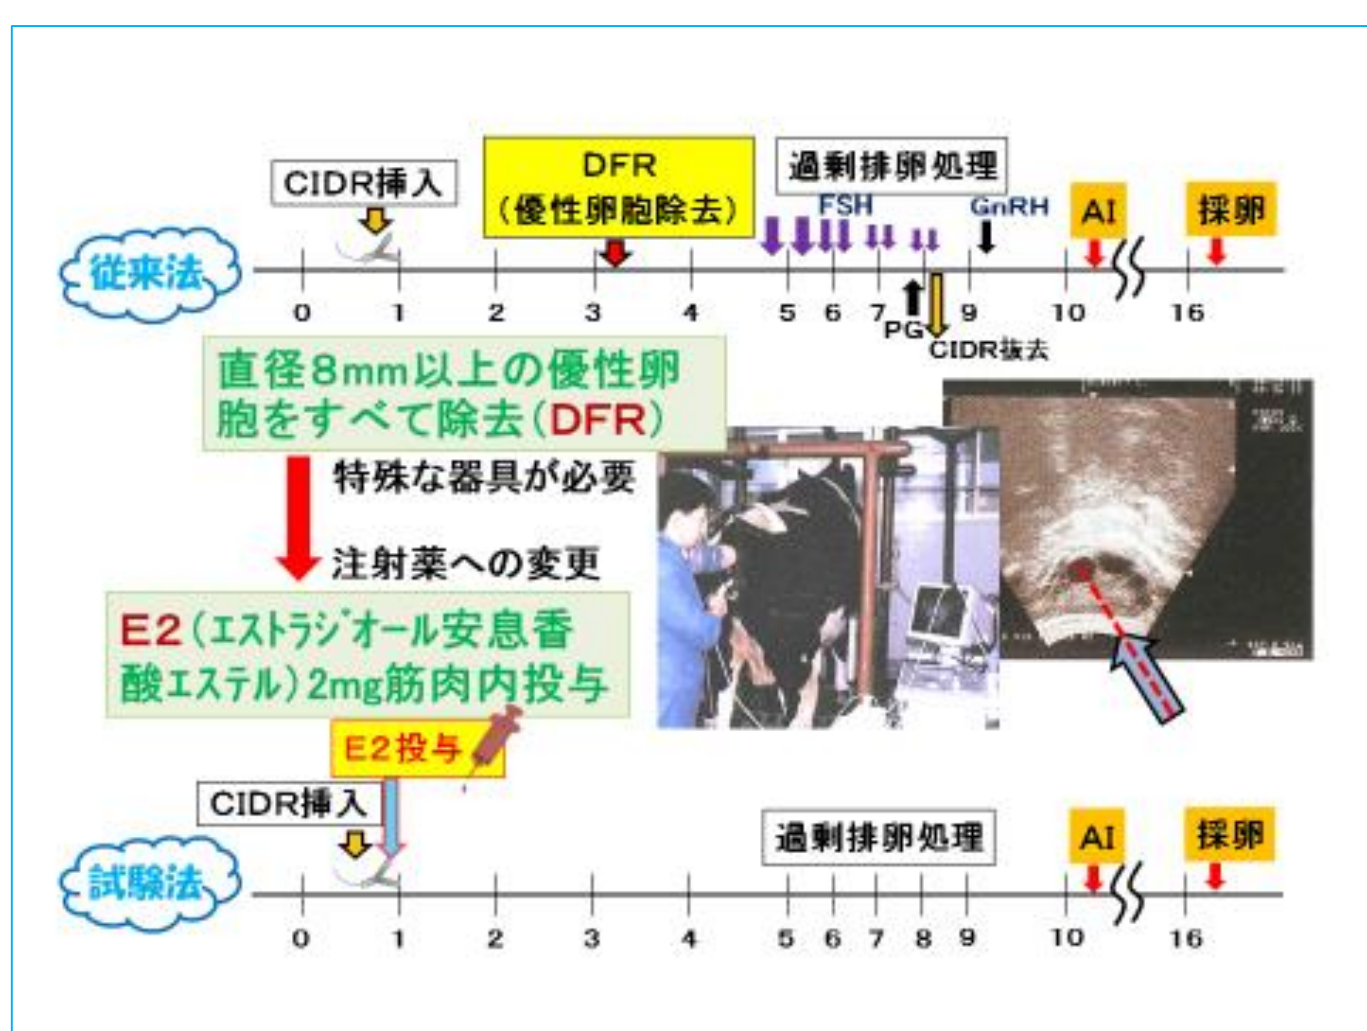 CIDR挿入
DFR
(優性卵胞除去)
過剰排卵処理
FSH
GnRH
AI
採卵
従来法
0 1 2 3 4 5 6 7 8 9 10 16
PG
CIDR抜去
直径8mm以上の優性卵
胞をすべて除去(DFR)
特殊な器具が必要
注射薬への変更
E2(エストラジオール安息香
酸エステル)2mg筋肉内投与
E2投与
CIDR挿入
過剰排卵処理
AI
採卵
試験法
0 1 2 3 4 5 6 7 8 9 10 16